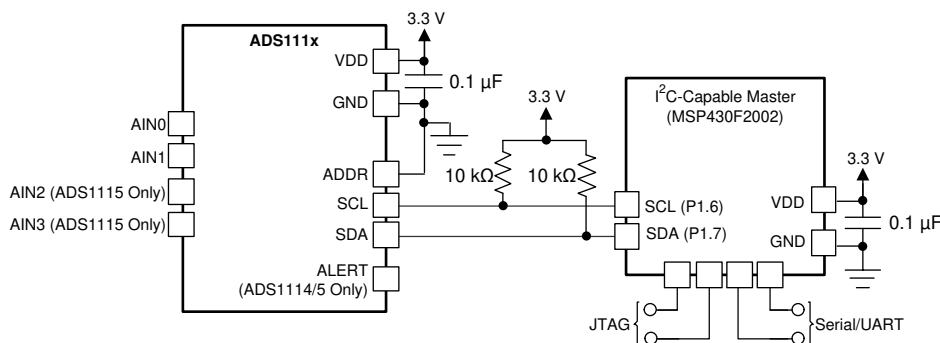 3.3 V
ADS111x
VDD
0.1 µF
GND
AIN0
AIN1
AIN2 (ADS1115 Only)
AIN3 (ADS1115 Only)
ADDR
SCL
SDA
ALERT
(ADS1114/5 Only)
3.3 V
10 kΩ
10 kΩ
I²C-Capable Master
(MSP430F2002)
3.3 V
SCL (P1.6)
SDA (P1.7)
VDD
0.1 µF
GND
JTAG
Serial/UART